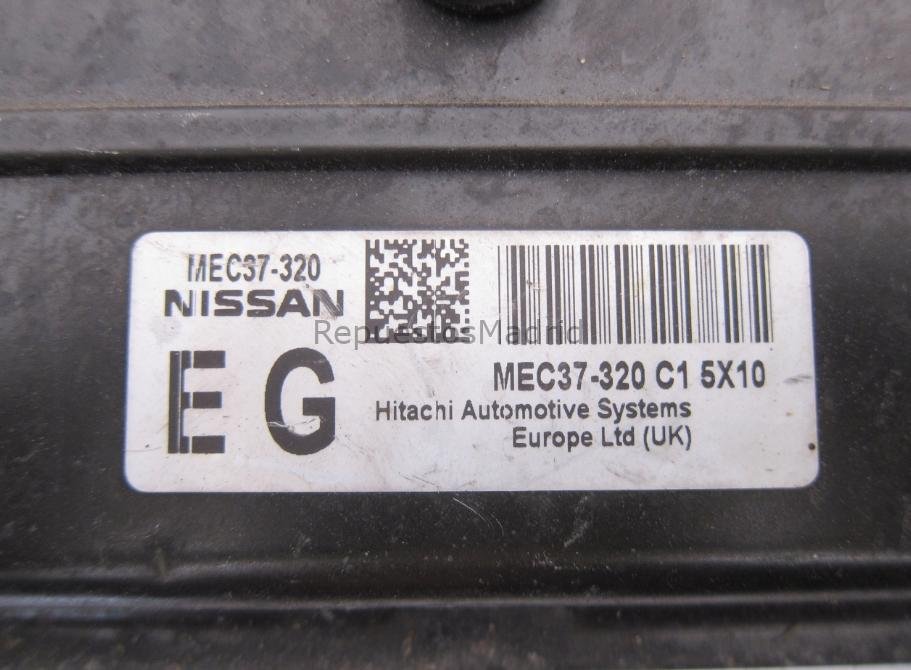 MEC37-320
NISSAN
E G
MEC37-320 C1 5X10
Hitachi Automotive Systems
Europe Ltd (UK)
RepuestosMadrid